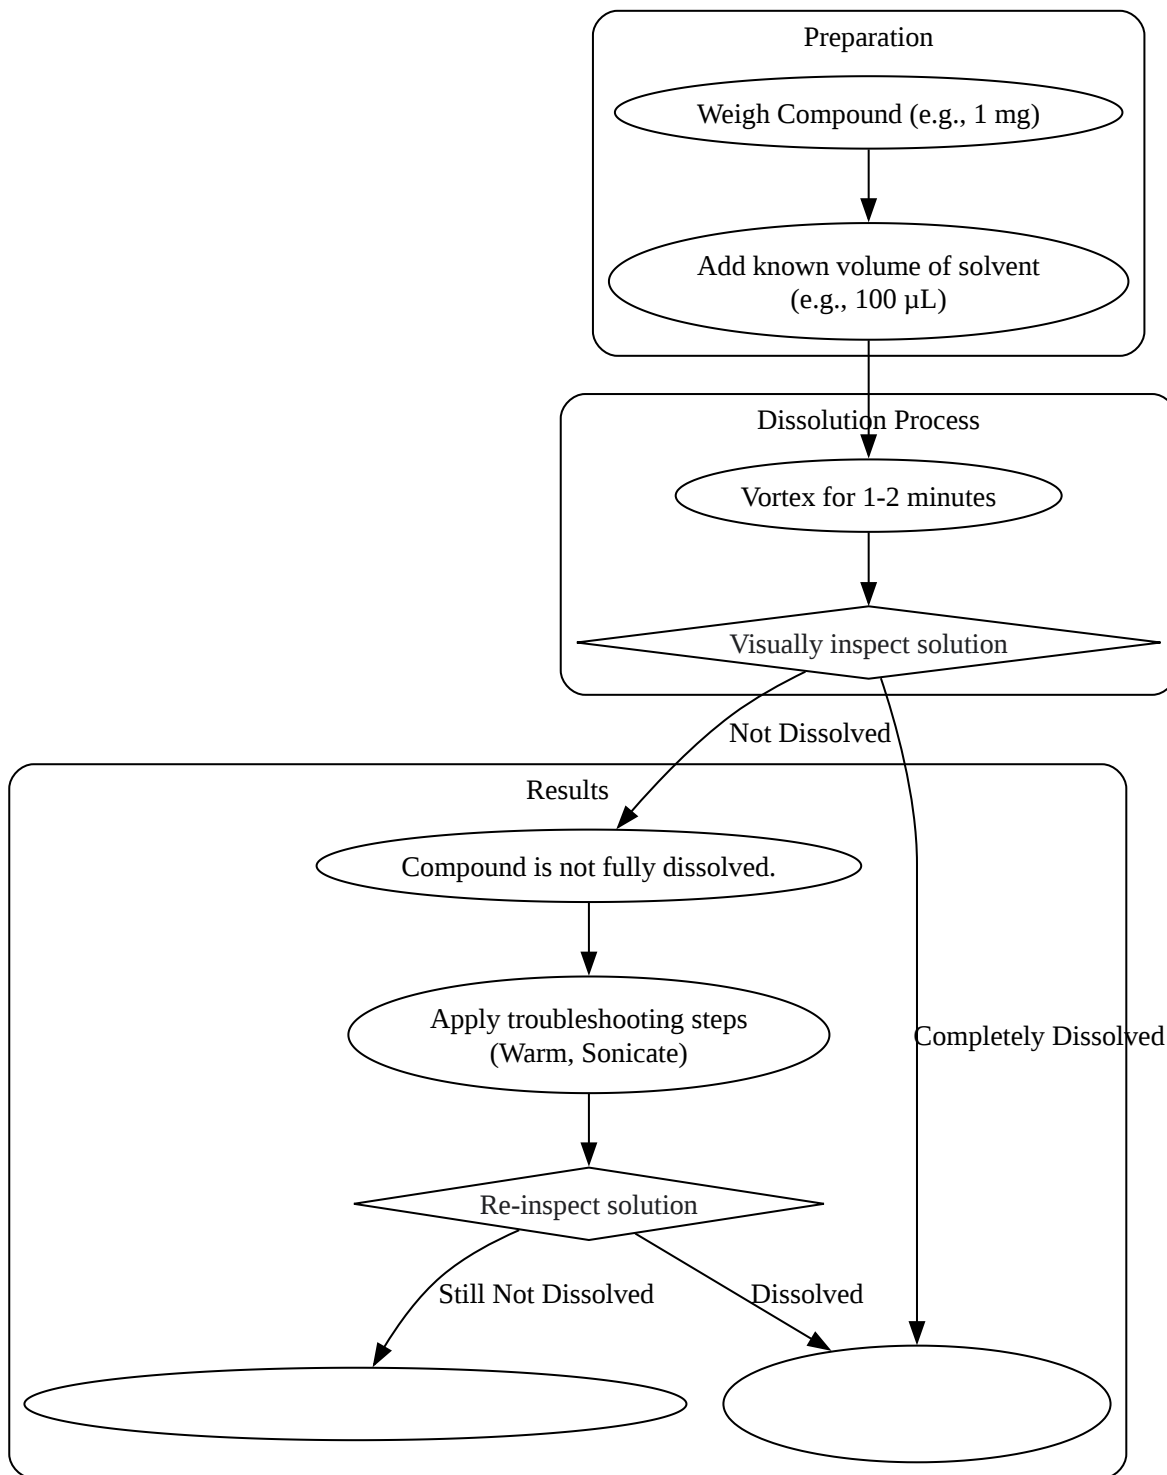 Preparation
Weigh Compound (e.g., 1 mg)
Add known volume of solvent
(e.g., 100 µL)
Dissolution Process
Vortex for 1-2 minutes
Visually inspect solution
Not Dissolved
Results
Compound is not fully dissolved.
Apply troubleshooting steps
(Warm, Sonicate)
Completely Dissolved
Re-inspect solution
Still Not Dissolved
Dissolved